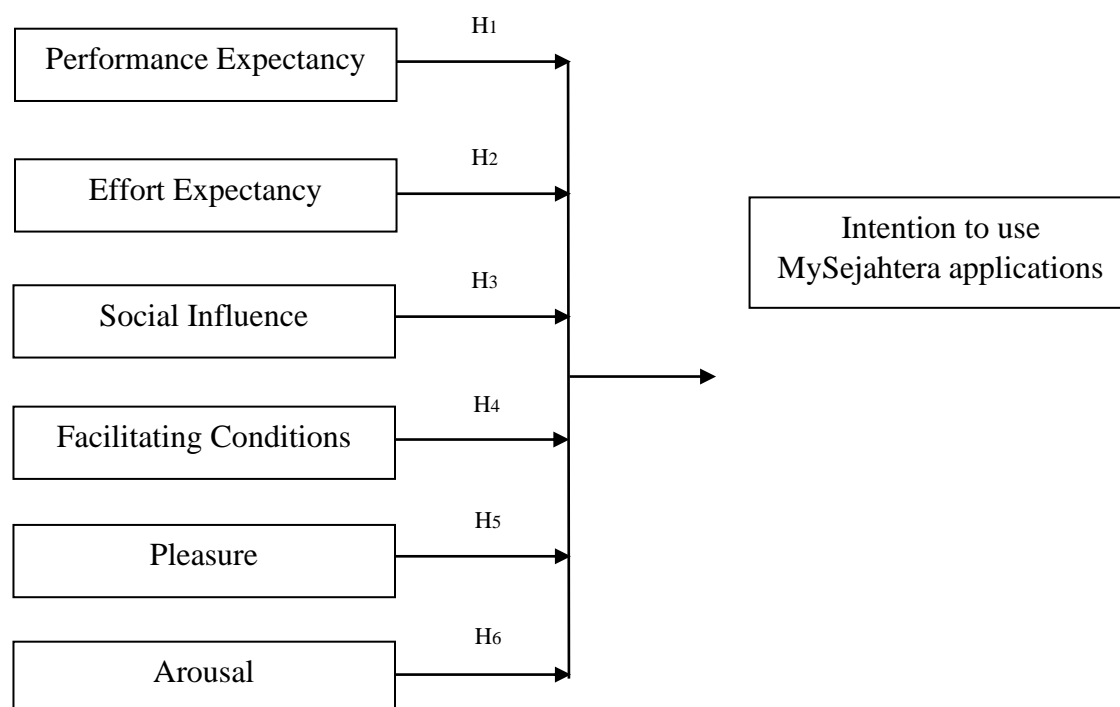 H1
Performance Expectancy
H2
Effort Expectancy
H3
Social Influence
H4
Facilitating Conditions
H5
Pleasure
H6
Arousal
Intention to use
MySejahtera applications